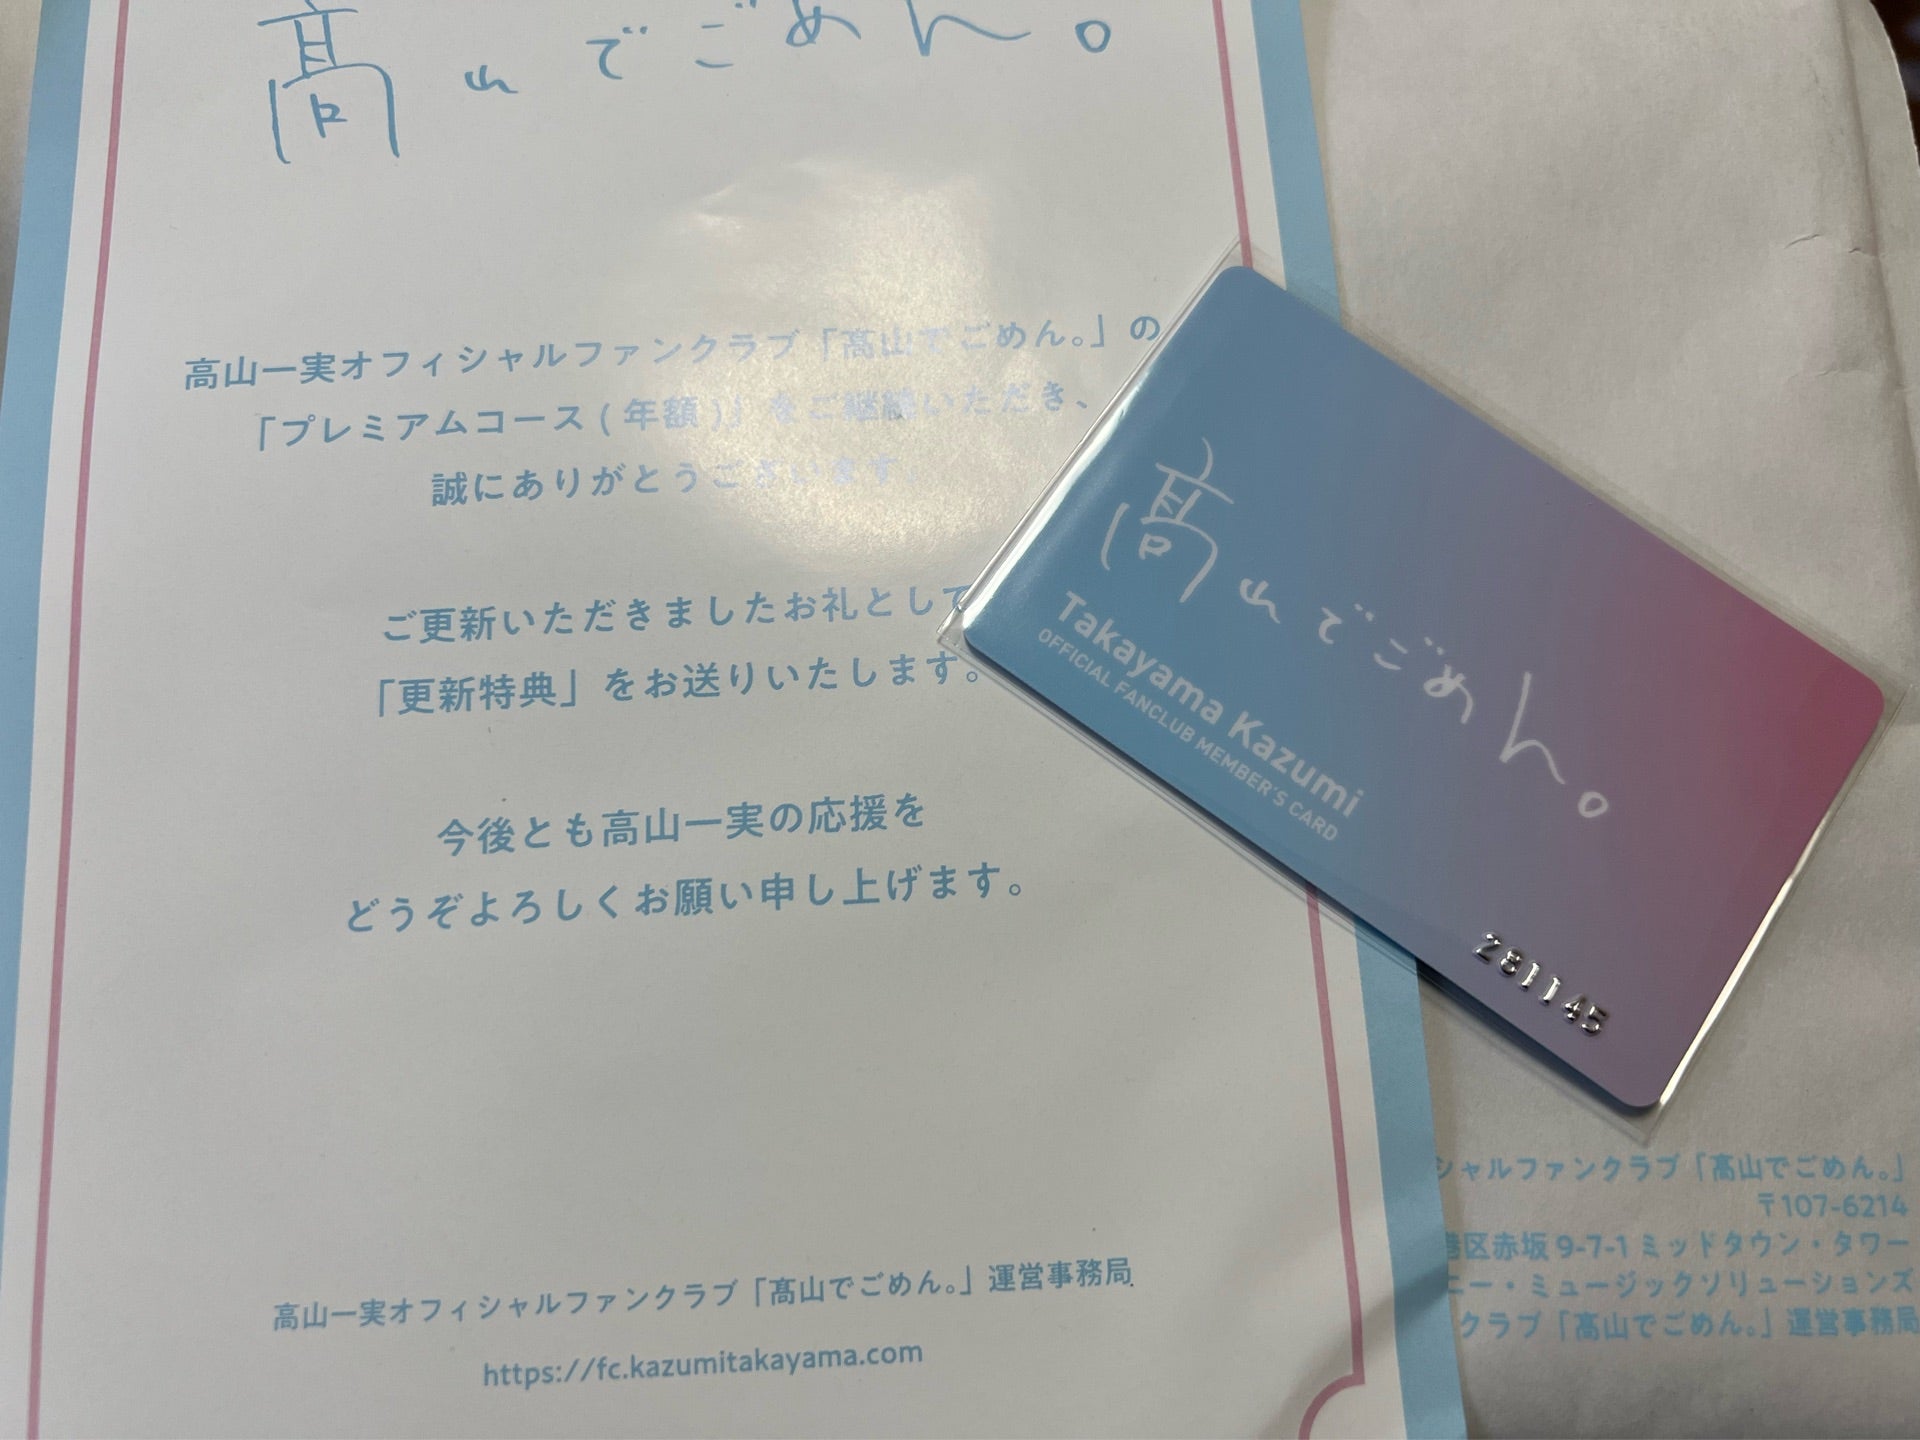 髙山でごめん。
高山一実オフィシャルファンクラブ「髙山でごめん。」の
「プレミアムコース(年額)」をご継続いただき、
誠にありがとうございます
ご更新いただきましたお礼として
「更新特典」をお送りいたします。
今後とも高山一実の応援を
どうぞよろしくお願い申し上げます。
高山一実オフィシャルファンクラブ「髙山でごめん。」運営事務局
https://fc.kazumitakayama.com
髙山でごめん。
Takayama Kazumi
OFFICIAL FANCLUB MEMBER'S CARD
281145
シャルファンクラブ「髙山でごめん。」
〒107-6214
港区赤坂9-7-1ミッドタウン・タワー
ニー・ミュージックソリューションズ
クラブ「髙山でごめん。」運営事務局